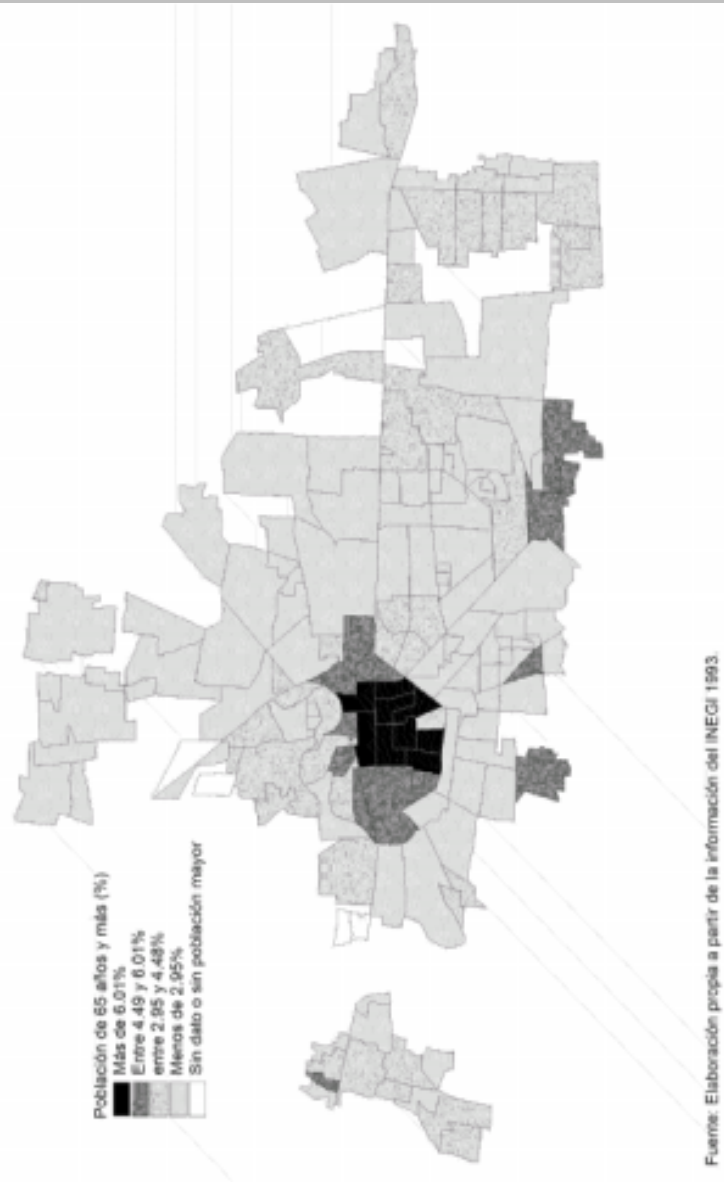 Población de 65 años y más (%)
Más de 6.01%
Entre 4.49 y 6.01%
entre 2.95 y 4.48%
Menos de 2.95%
Sin dato o sin población mayor
Fuente: Elaboración propia a partir de la información del INEGI 1993.